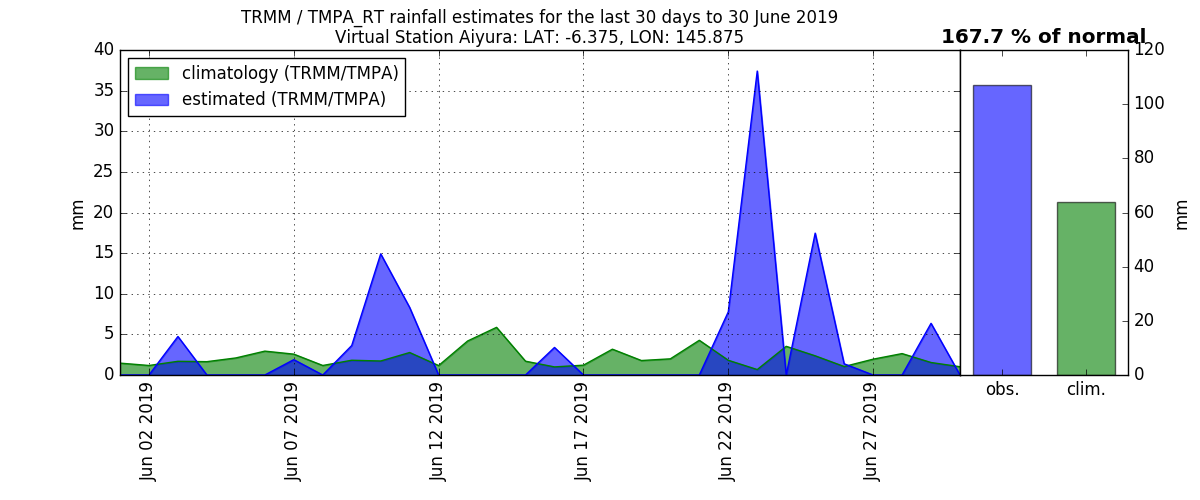 TRMM / TMPA_RT rainfall estimates for the last 30 days to 30 June 2019
Virtual Station Aiyura: LAT: -6.375, LON: 145.875
167.7 % of normal
climatology (TRMM/TMPA)
estimated (TRMM/TMPA)
40
35
30
25
20
15
10
5
0
mm
Jun 02 2019
Jun 07 2019
Jun 12 2019
Jun 17 2019
Jun 22 2019
Jun 27 2019
120
100
80
60
40
20
0
mm
obs.
clim.